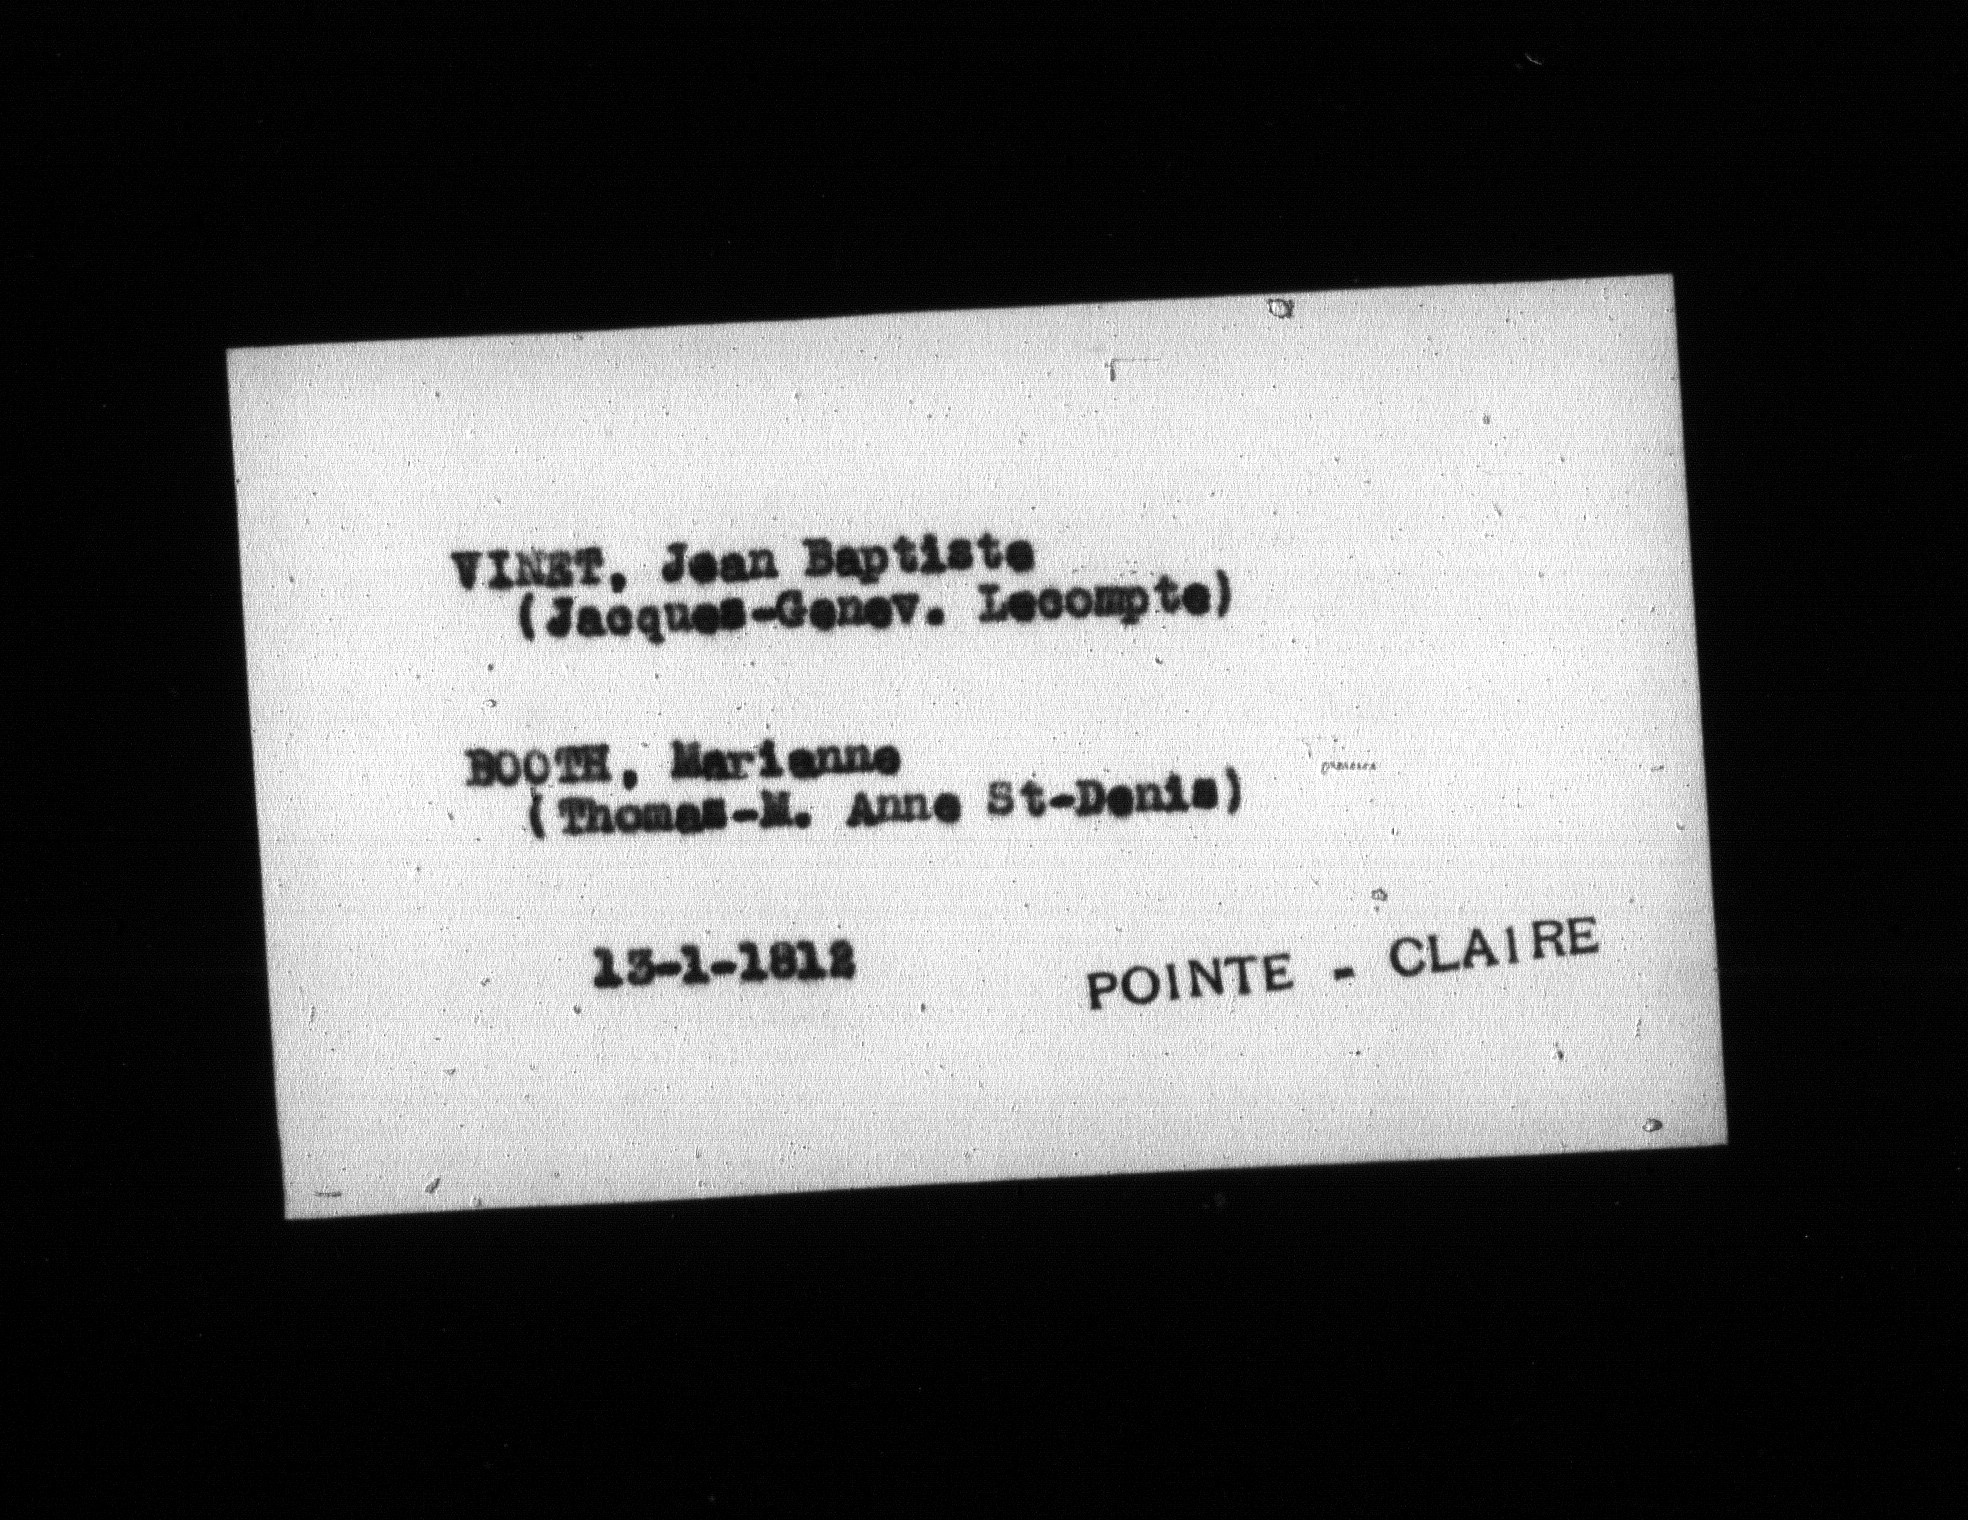 VINET, Jean Baptiste
(Jacques-Genev. Lecompte)
BOOTH, Marianne
(Thomas-M. Anne St-Denis)
13-1-1812
POINTE - CLAIRE